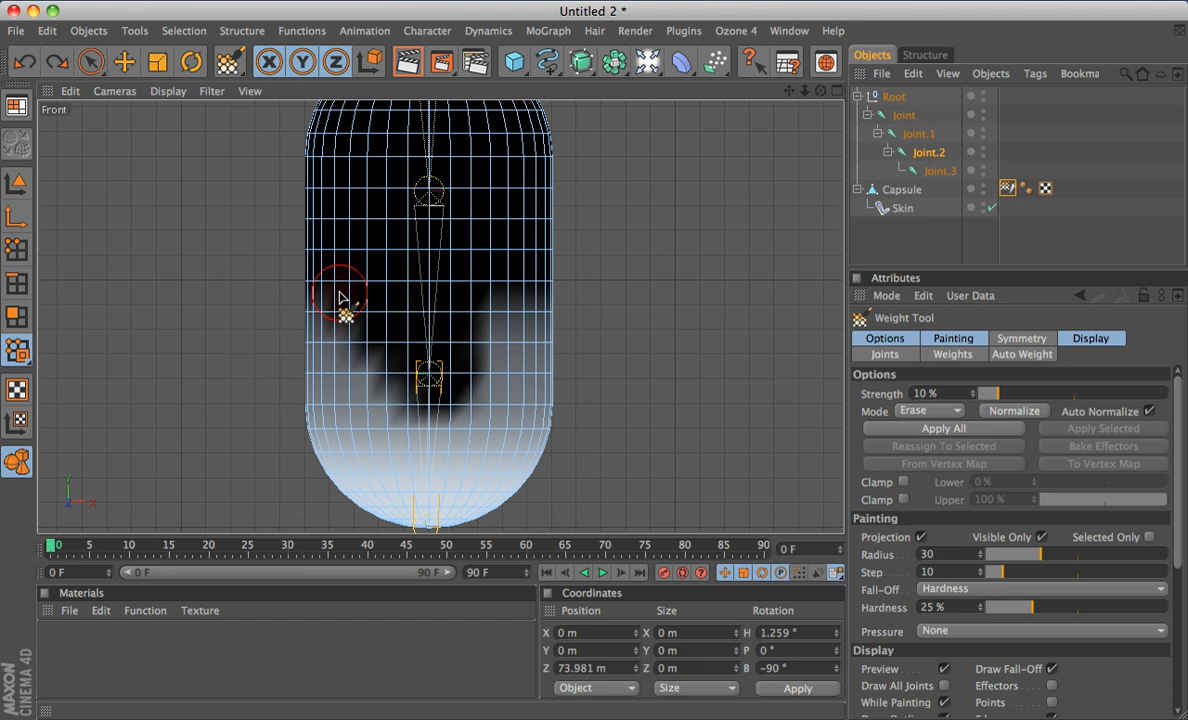 Untitled 2 *
File Edit Objects Tools Selection Structure Functions Animation Character Dynamics MoGraph Hair Render Plugins Ozone 4 Window Help
X Y Z
Edit Cameras Display Filter View
Front
Y
Z X
0 5 10 15 20 25 30 35 40 45 50 55 60 65 70 75 80 85 90 0 F
0 F 0 F 90 F 90 F
Materials
File Edit Function Texture
Coordinates
Position Size Rotation
X 0 m X 0 m H 1.259 °
Y 0 m Y 0 m P 0 °
Z 73.981 m Z 0 m B -90 °
Object Size Apply
MAXON
CINEMA 4D
Objects Structure
File Edit View Objects Tags Bookma
Root
Joint
Joint.1
Joint.2
Joint.3
Capsule
Skin
Attributes
Mode Edit User Data
Weight Tool
Options Painting Symmetry Display
Joints Weights Auto Weight
Options
Strength 10 %
Mode Erase Normalize Auto Normalize
Apply All Apply Selected
Reassign To Selected Bake Effectors
From Vertex Map To Vertex Map
Clamp Lower 0 %
Clamp Upper 100 %
Painting
Projection Visible Only Selected Only
Radius 30
Step 10
Fall-Off Hardness
Hardness 25 %
Pressure None
Display
Preview Draw Fall-Off
Draw All Joints Effectors
While Painting Points